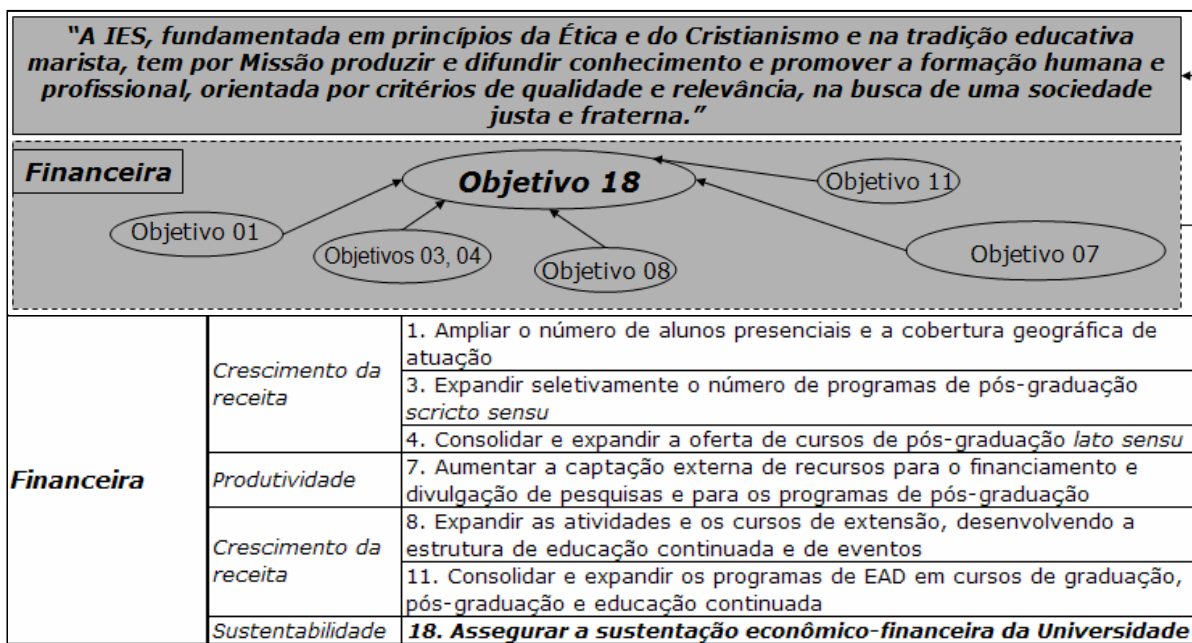 “A IES, fundamentada em princípios da Ética e do Cristianismo e na tradição educativa
marista, tem por Missão produzir e difundir conhecimento e promover a formação humana e
profissional, orientada por critérios de qualidade e relevância, na busca de uma sociedade
justa e fraterna.”
Financeira
Objetivo 18
Objetivo 11
Objetivo 01
Objetivos 03, 04
Objetivo 08
Objetivo 07
Financeira
Crescimento da
receita
1. Ampliar o número de alunos presenciais e a cobertura geográfica de
atuação
3. Expandir seletivamente o número de programas de pós-graduação
scricto sensu
4. Consolidar e expandir a oferta de cursos de pós-graduação lato sensu
Produtividade
7. Aumentar a captação externa de recursos para o financiamento e
divulgação de pesquisas e para os programas de pós-graduação
Crescimento da
receita
8. Expandir as atividades e os cursos de extensão, desenvolvendo a
estrutura de educação continuada e de eventos
11. Consolidar e expandir os programas de EAD em cursos de graduação,
pós-graduação e educação continuada
Sustentabilidade
18. Assegurar a sustentação econômico-financeira da Universidade